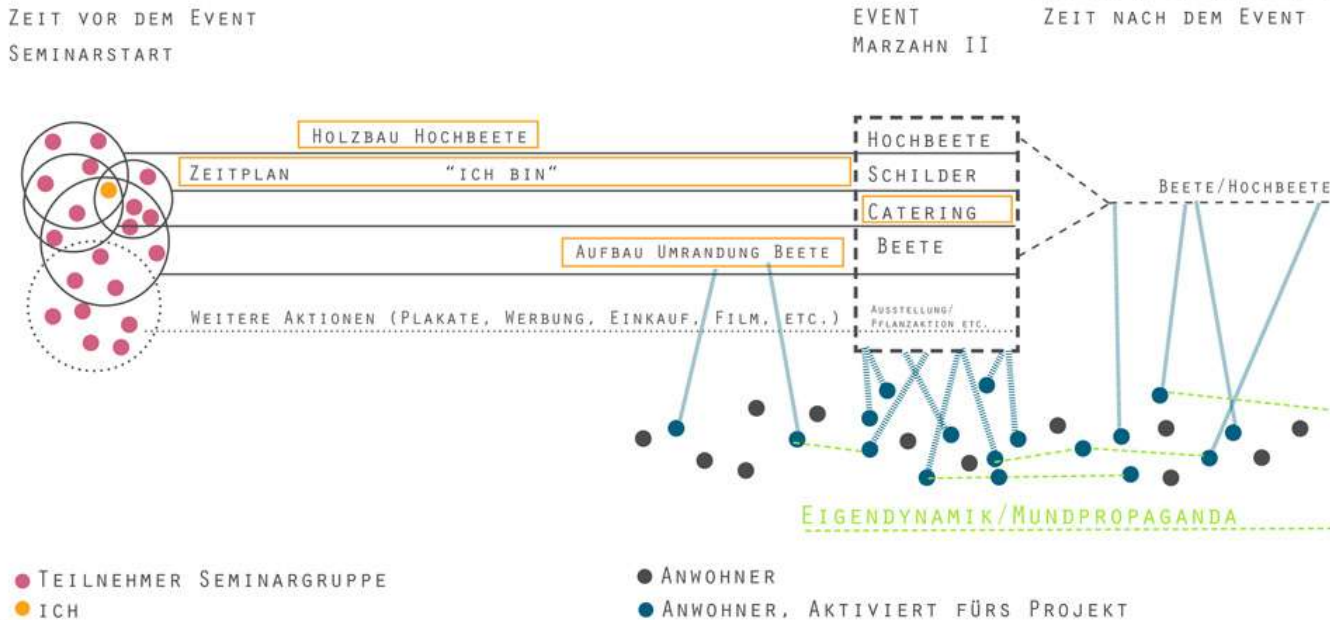 ZEIT VOR DEM EVENT
SEMINARSTART
EVENT
MARZAHN II
ZEIT NACH DEM EVENT
HOLZBAU HOCHBEETE
ZEITPLAN "ICH BIN"
AUFBAU UMRANDUNG BEETE
WEITERE AKTIONEN (PLAKATE, WERBUNG, EINKAUF, FILM, ETC.)
HOCHBEETE
SCHILDER
CATERING
BEETE
AUSSTELLUNG/
PFLANZAKTION ETC.
BEETE/HOCHBEETE
EIGENDYNAMIK/MUNDPROPAGANDA
TEILNEHMER SEMINARGRUPPE
ICH
ANWOHNER
ANWOHNER, AKTIVIERT FÜRS PROJEKT